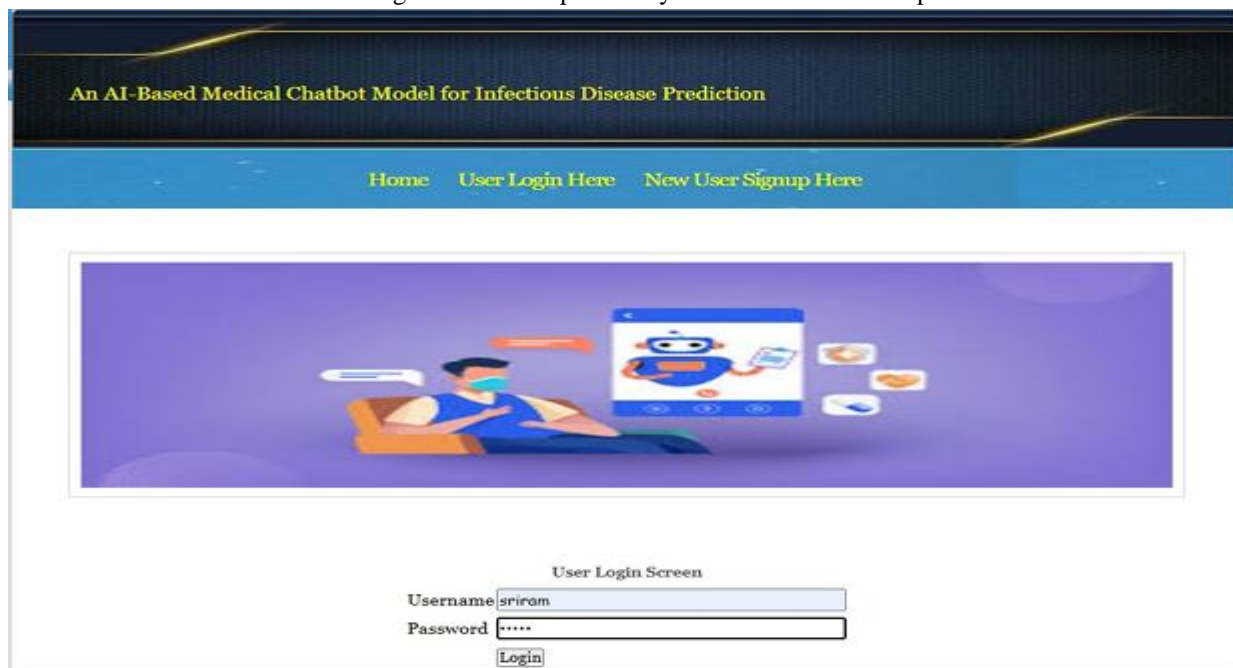 An AI-Based Medical Chatbot Model for Infectious Disease Prediction
Home User Login Here New User Signup Here
User Login Screen
Username sriram
Password •••••
Login